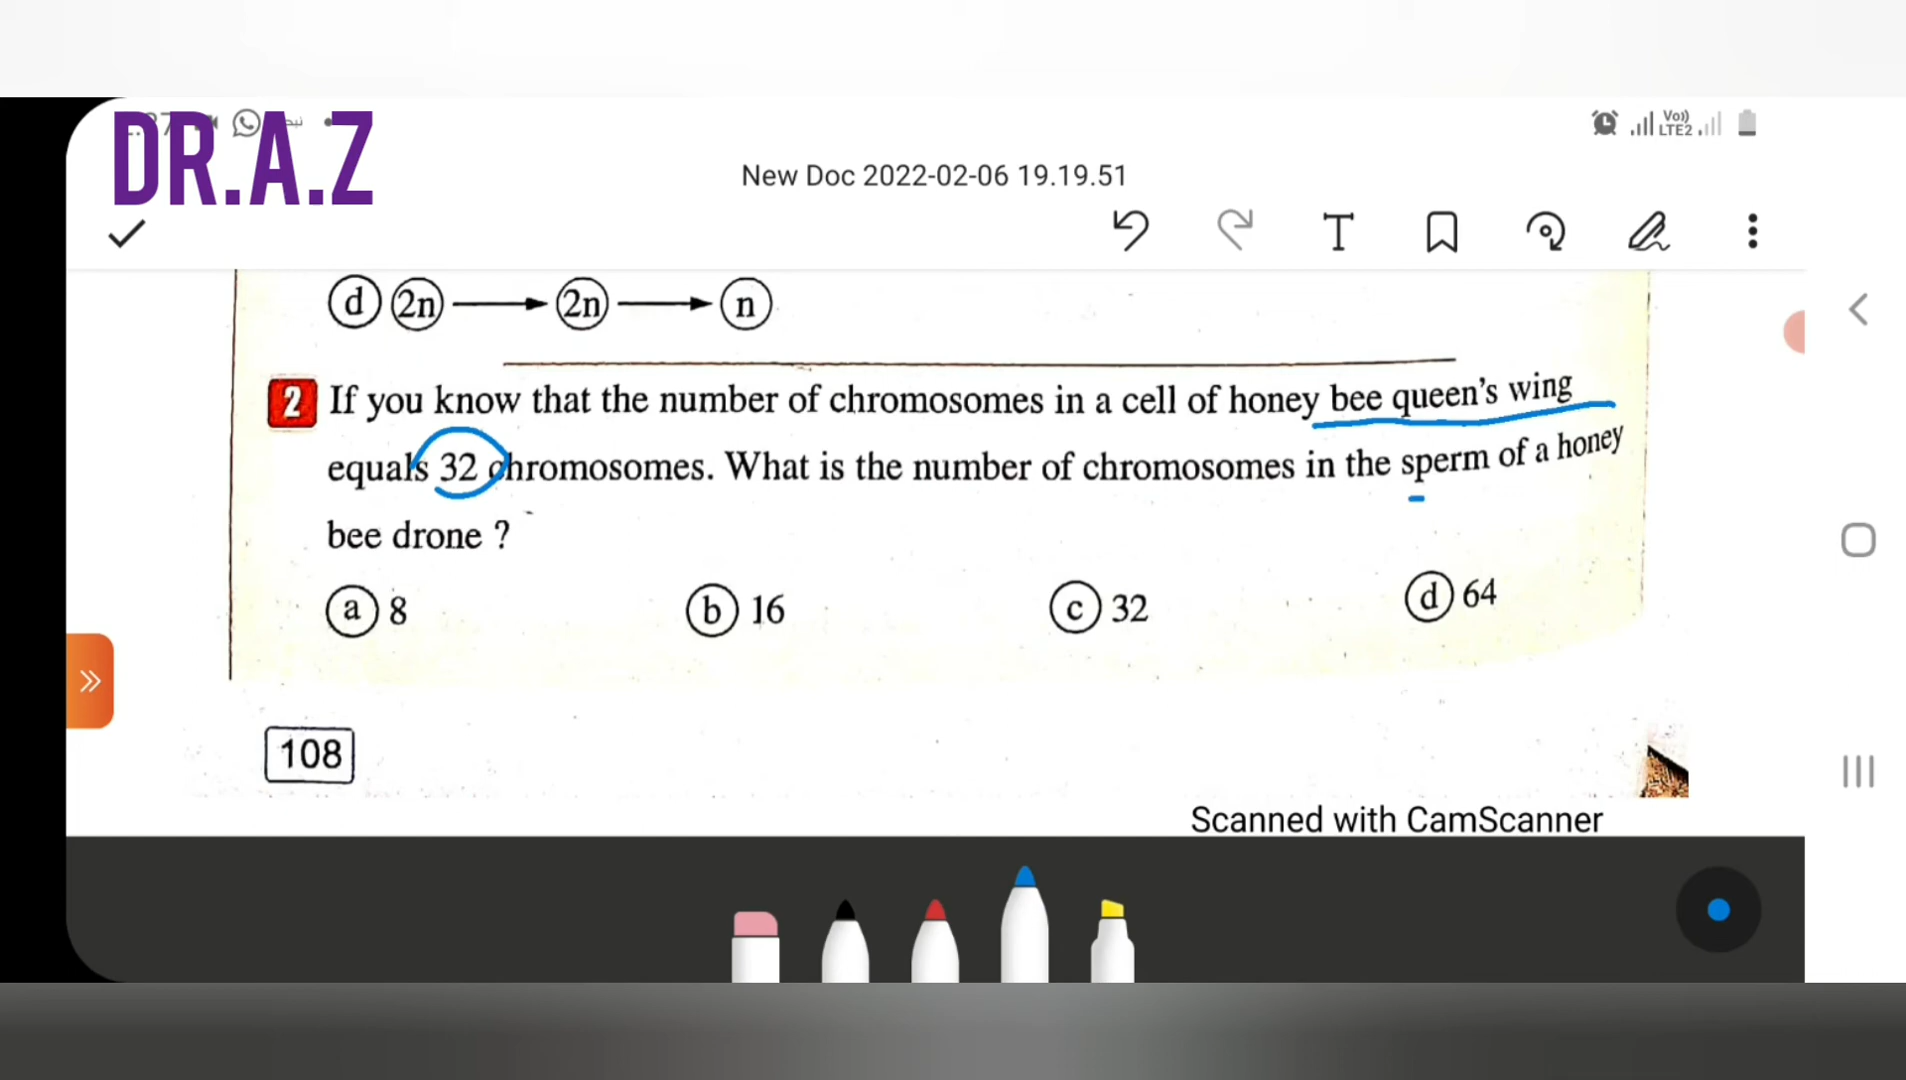 DR.A.Z
Vo))
LTE2
New Doc 2022-02-06 19.19.51
T
d 2n 2n n
2 If you know that the number of chromosomes in a cell of honey bee queen's wing
equals 32 chromosomes. What is the number of chromosomes in the sperm of a honey
bee drone ?
a 8 b 16 c 32 d 64
108
Scanned with CamScanner